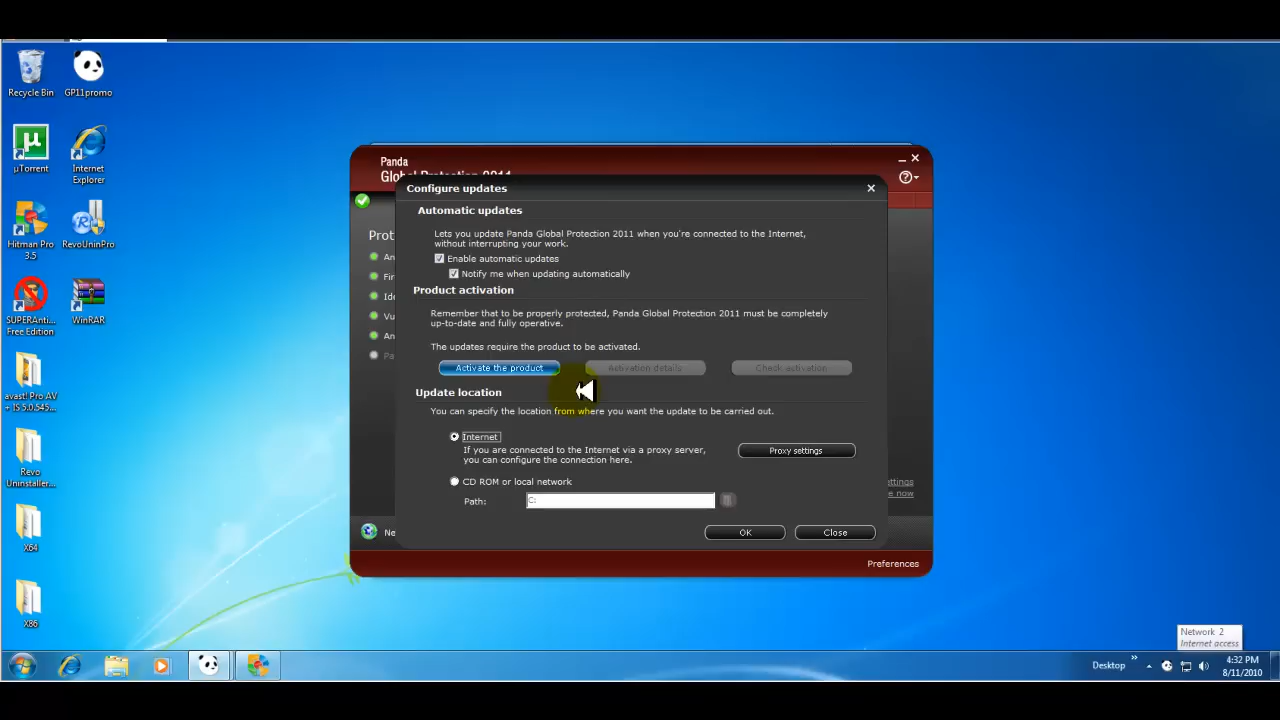 Recycle Bin
GP11promo
µTorrent
Internet
Explorer
Hitman Pro
3.5
RevoUninPro
SUPERAnti...
Free Edition
WinRAR
avast! Pro AV
+ IS 5.0.545...
Revo
Uninstaller...
X64
X86
Panda
Configure updates
Automatic updates
Lets you update Panda Global Protection 2011 when you're connected to the Internet,
without interrupting your work.
Enable automatic updates
Notify me when updating automatically
Product activation
Remember that to be properly protected, Panda Global Protection 2011 must be completely
up-to-date and fully operative.
The updates require the product to be activated.
Activate the product
Activation details
Check activation
Update location
You can specify the location from where you want the update to be carried out.
Internet
If you are connected to the Internet via a proxy server,
you can configure the connection here.
Proxy settings
CD ROM or local network
Path:
C:
OK
Close
Preferences
Network 2
Internet access
Desktop
4:32 PM
8/11/2010